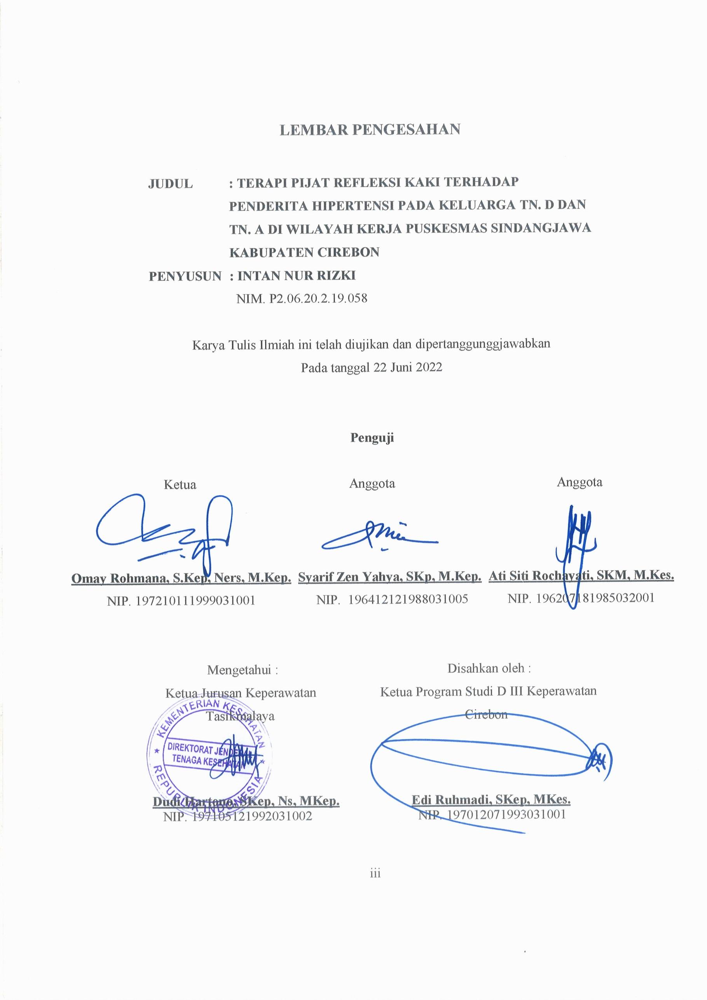 LEMBAR PENGESAHAN
JUDUL : TERAPI PIJAT REFLEKSI KAKI TERHADAP
PENDERITA HIPERTENSI PADA KELUARGA TN. D DAN
TN. A DI WILAYAH KERJA PUSKESMAS SINDANGJAWA
KABUPATEN CIREBON
PENYUSUN : INTAN NUR RIZKI
NIM. P2.06.20.2.19.058
Karya Tulis Ilmiah ini telah diujikan dan dipertanggunggjawabkan
Pada tanggal 22 Juni 2022
Penguji
Ketua Anggota Anggota
Omay Rohmana, S.Kep, Ners, M.Kep. Syarif Zen Yahya, SKp, M.Kep. Ati Siti Rochayati, SKM, M.Kes.
NIP. 197210111999031001 NIP. 196412121988031005 NIP. 196207181985032001
Mengetahui : Disahkan oleh :
Ketua Jurusan Keperawatan Ketua Program Studi D III Keperawatan
Tasikmalaya Cirebon
KEMENTERIAN KESEHATAN
DIREKTORAT
TENAGA KESEHATAN
REPUBLIK INDONESIA
Dudi Hartono, SKep, Ns, MKep. Edi Ruhmadi, SKep, MKes.
NIP. 197105121992031002 NIP. 197012071993031001
iii